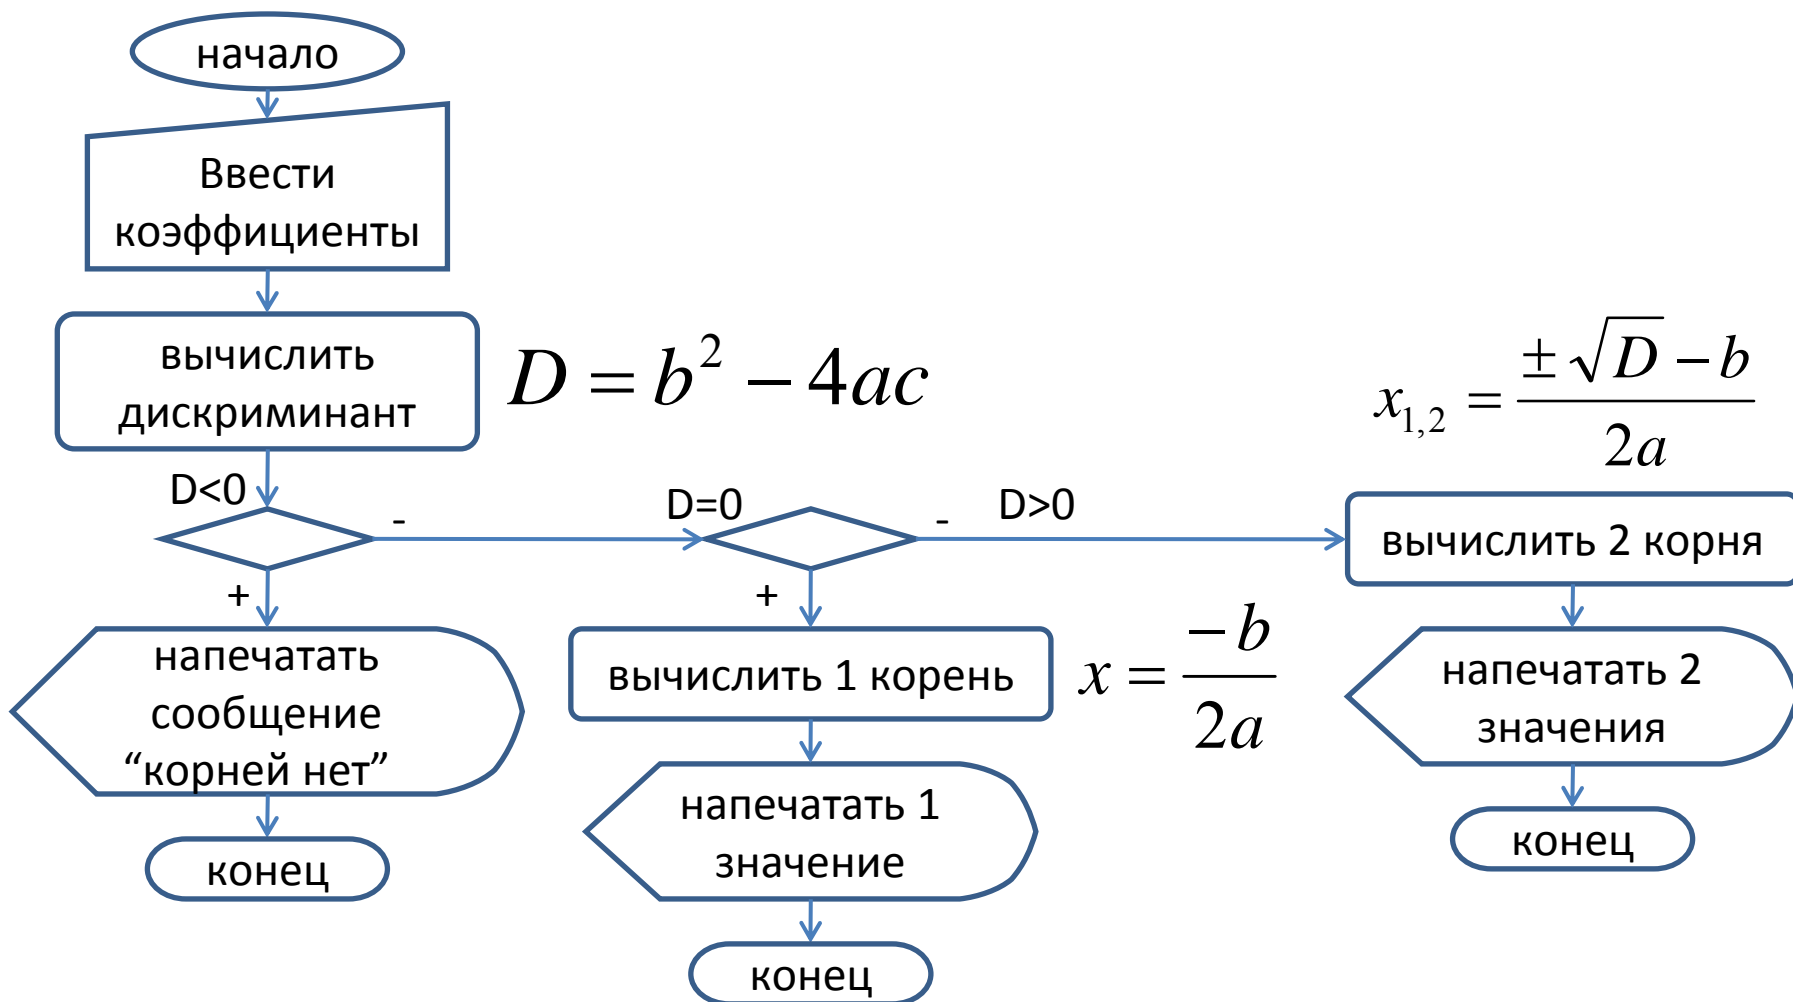 начало
Ввести
коэффициенты
вычислить
дискриминант
D = b² − 4ac
x₁,₂ = (± √D − b) / 2a
D<0
-
+
D=0
-
D>0
+
вычислить 2 корня
напечатать
сообщение
“корней нет”
конец
вычислить 1 корень
x = −b / 2a
напечатать 1
значение
конец
напечатать 2
значения
конец